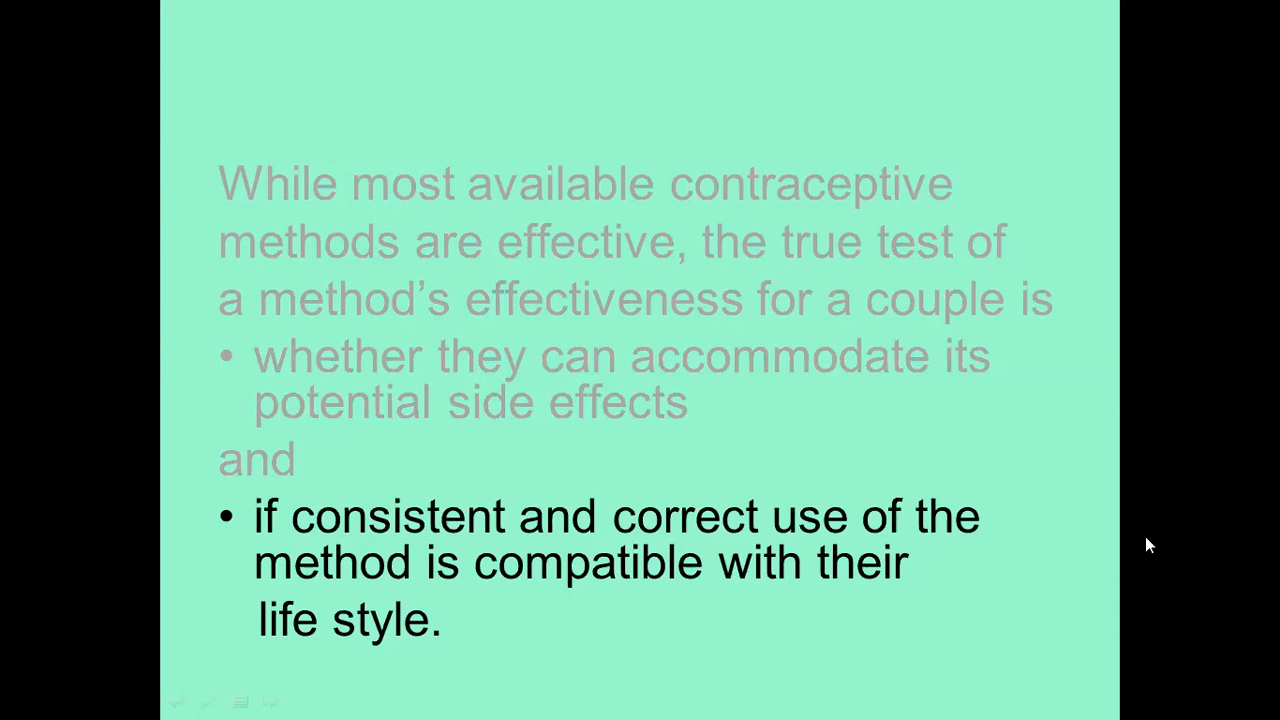 While most available contraceptive
methods are effective, the true test of
a method’s effectiveness for a couple is
• whether they can accommodate its
potential side effects
and
• if consistent and correct use of the
method is compatible with their
life style.